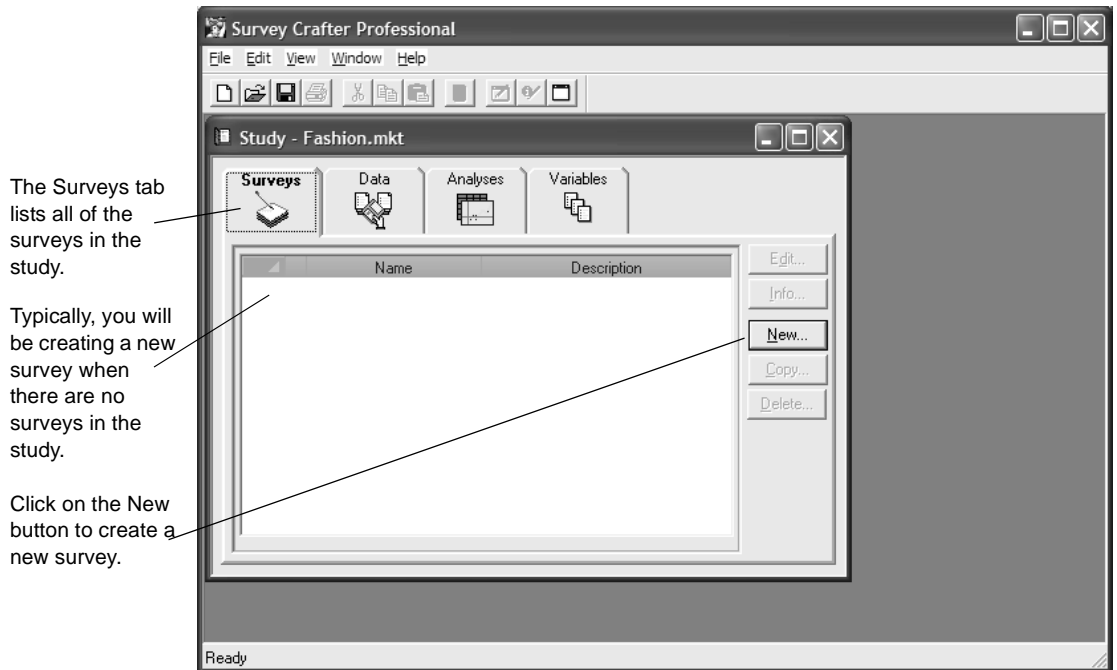 Survey Crafter Professional
File Edit View Window Help
Study - Fashion.mkt
Surveys Data Analyses Variables
Name Description
Edit...
Info...
New...
Copy...
Delete...
Ready
The Surveys tab
lists all of the
surveys in the
study.
Typically, you will
be creating a new
survey when
there are no
surveys in the
study.
Click on the New
button to create a
new survey.